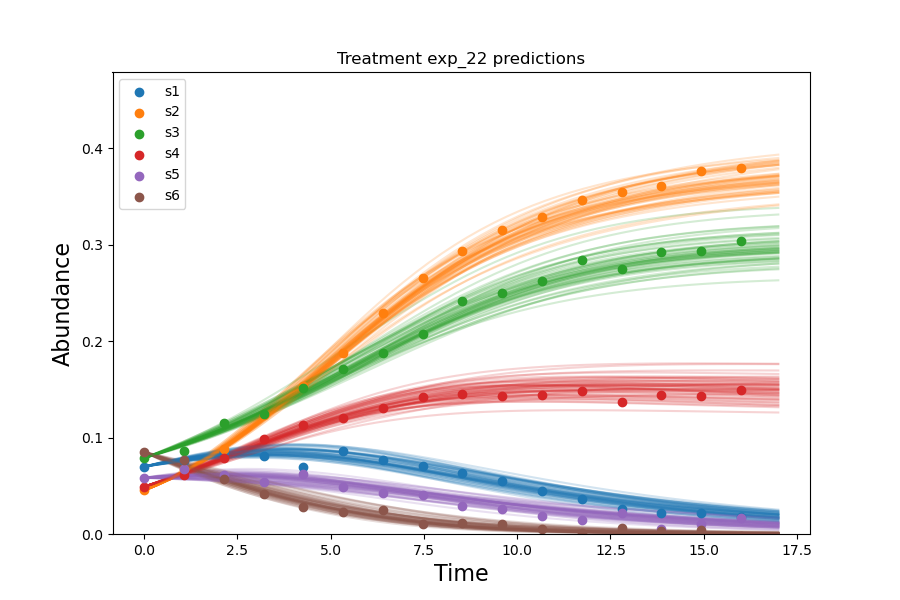 Treatment exp_22 predictions
s1
s2
s3
s4
s5
s6
Abundance
0.4
0.3
0.2
0.1
0.0
0.0 2.5 5.0 7.5 10.0 12.5 15.0 17.5
Time